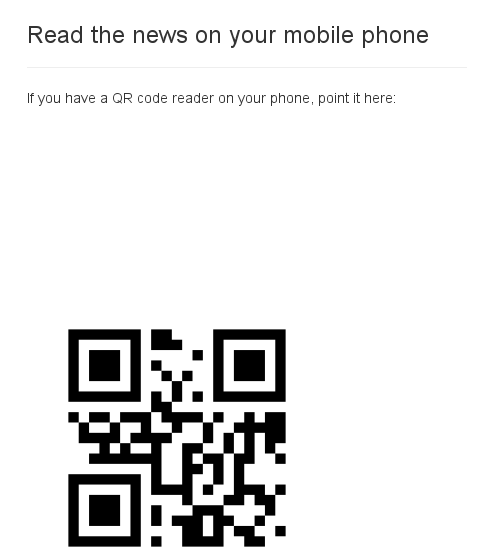 Read the news on your mobile phone
If you have a QR code reader on your phone, point it here:
http